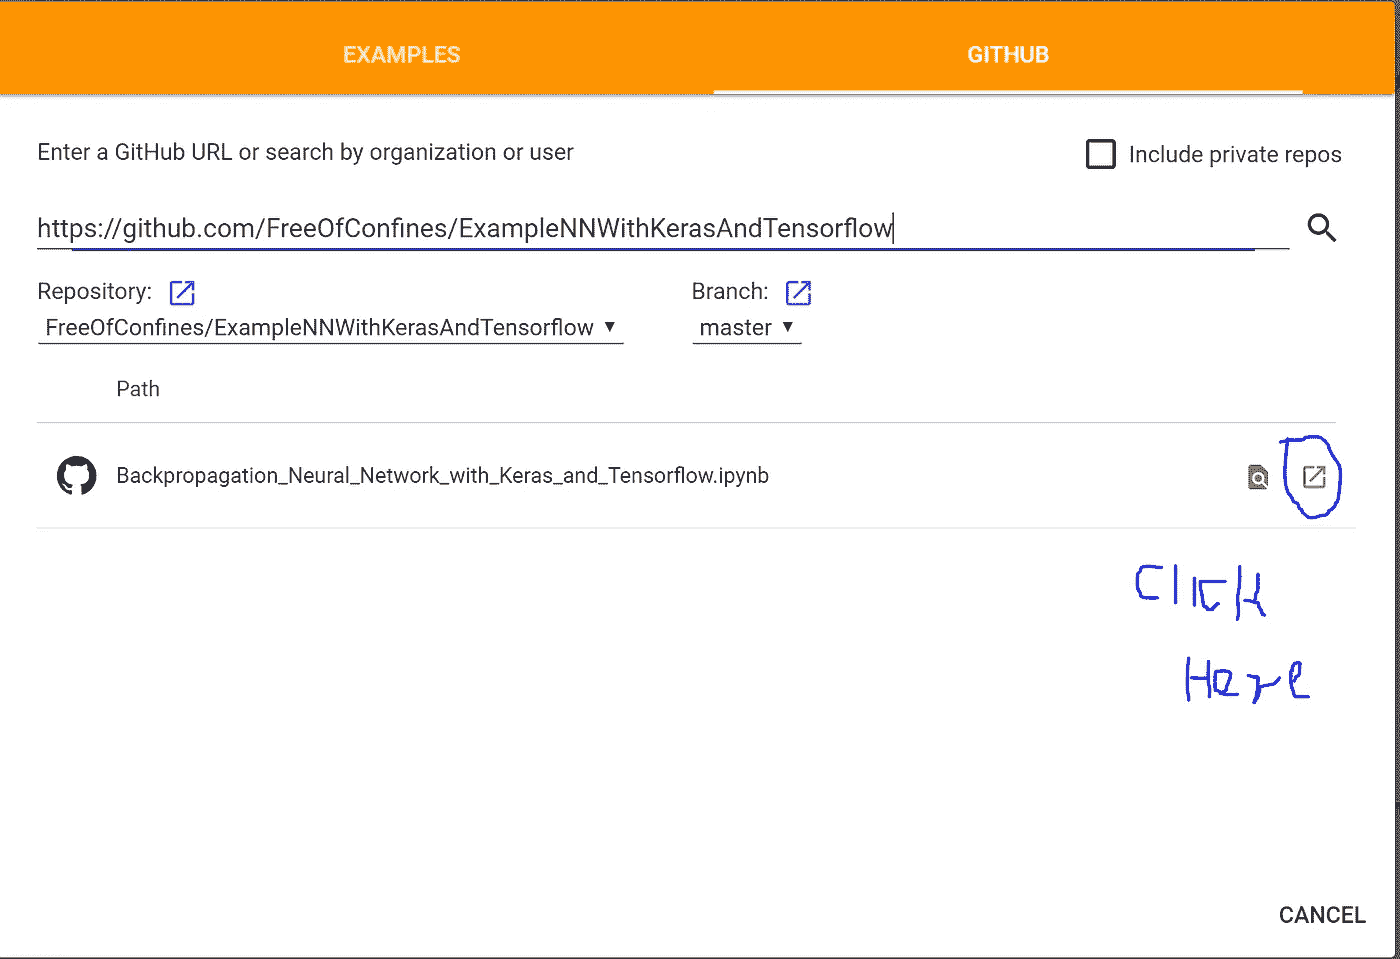 EXAMPLES GITHUB
Enter a GitHub URL or search by organization or user Include private repos
https://github.com/FreeOfConfines/ExampleNNWithKerasAndTensorflow
Repository: Branch:
FreeOfConfines/ExampleNNWithKerasAndTensorflow master
Path
Backpropagation_Neural_Network_with_Keras_and_Tensorflow.ipynb
Click
Here
CANCEL